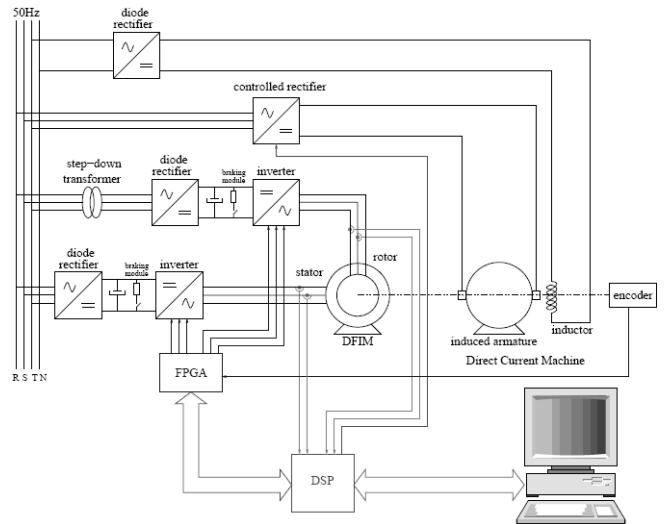 50Hz
diode
rectifier
controlled rectifier
step-down
transformer
diode
rectifier
braking
module
inverter
diode
rectifier
braking
module
inverter
stator
rotor
DFIM
induced armature
inductor
encoder
Direct Current Machine
R S T N
FPGA
DSP